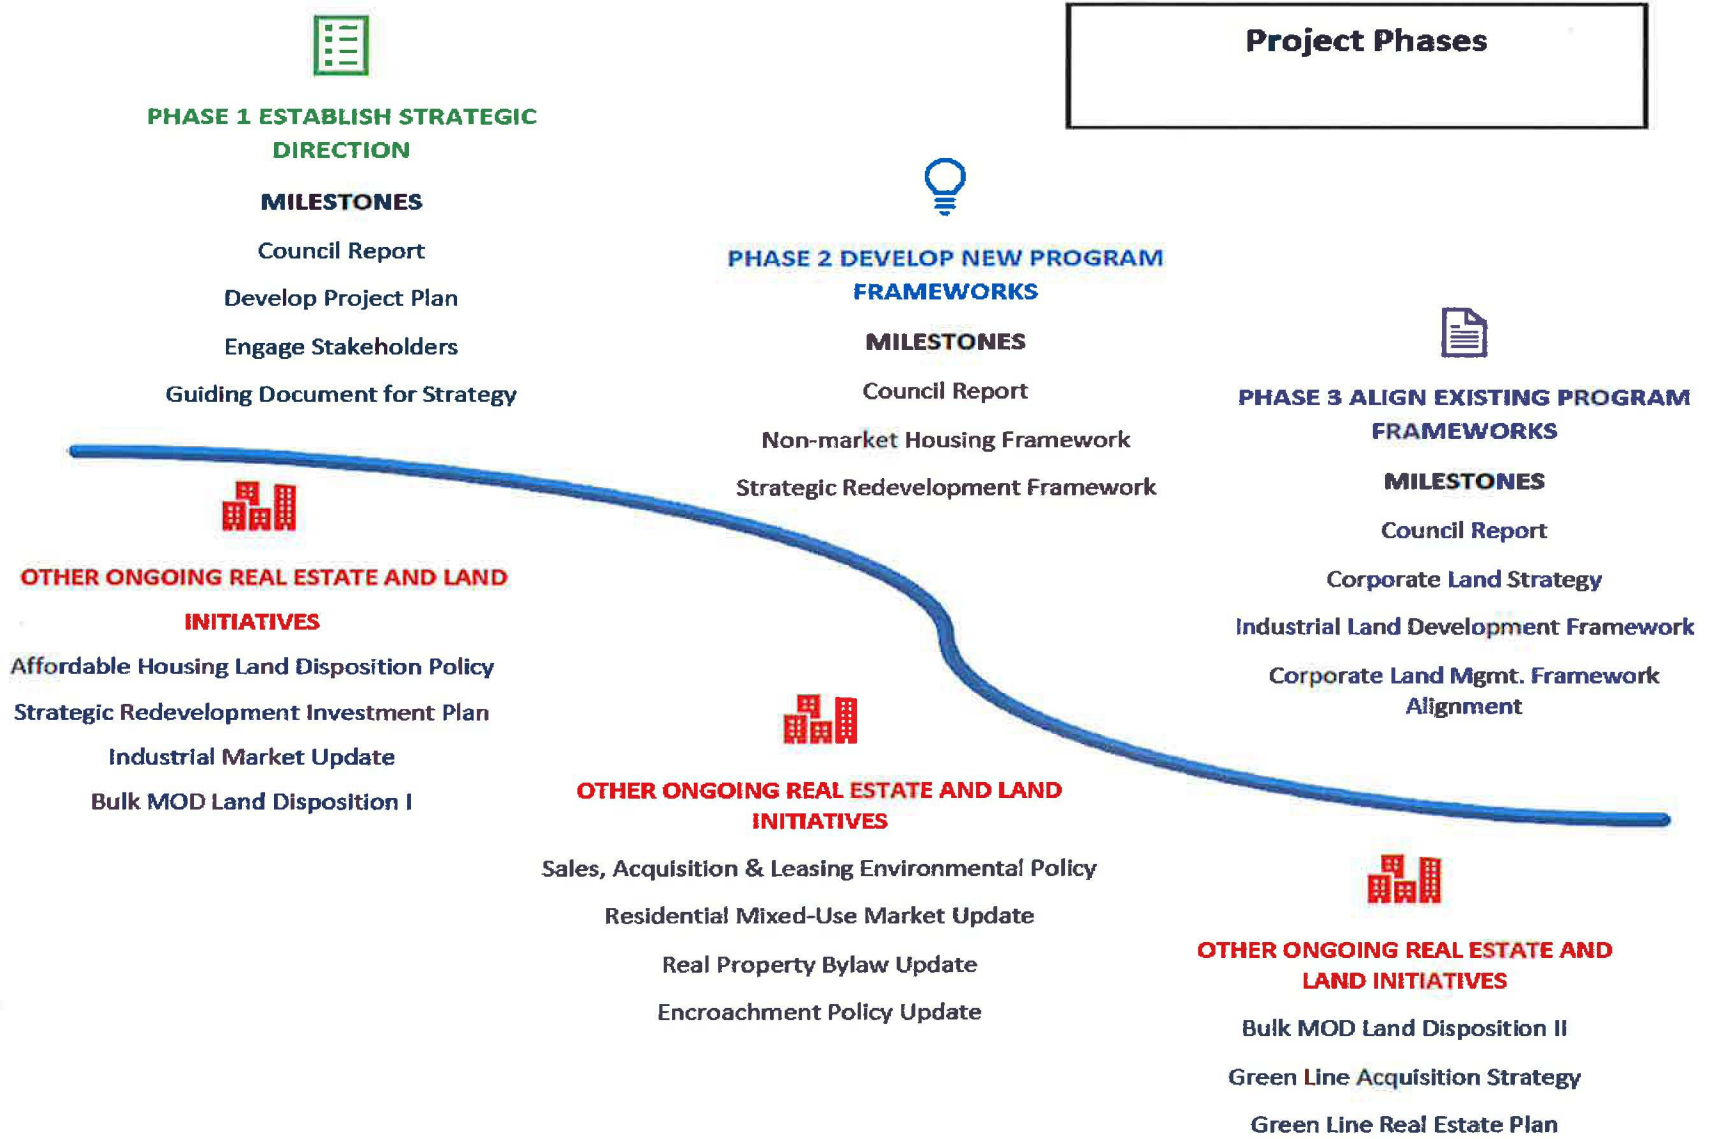 Project Phases
PHASE 1 ESTABLISH STRATEGIC
DIRECTION
MILESTONES
Council Report
Develop Project Plan
Engage Stakeholders
Guiding Document for Strategy
PHASE 2 DEVELOP NEW PROGRAM
FRAMEWORKS
MILESTONES
Council Report
Non-market Housing Framework
Strategic Redevelopment Framework
PHASE 3 ALIGN EXISTING PROGRAM
FRAMEWORKS
MILESTONES
Council Report
Corporate Land Strategy
Industrial Land Development Framework
Corporate Land Mgmt. Framework
Alignment
OTHER ONGOING REAL ESTATE AND LAND
INITIATIVES
Affordable Housing Land Disposition Policy
Strategic Redevelopment Investment Plan
Industrial Market Update
Bulk MOD Land Disposition I
OTHER ONGOING REAL ESTATE AND LAND
INITIATIVES
Sales, Acquisition & Leasing Environmental Policy
Residential Mixed-Use Market Update
Real Property Bylaw Update
Encroachment Policy Update
OTHER ONGOING REAL ESTATE AND
LAND INITIATIVES
Bulk MOD Land Disposition II
Green Line Acquisition Strategy
Green Line Real Estate Plan